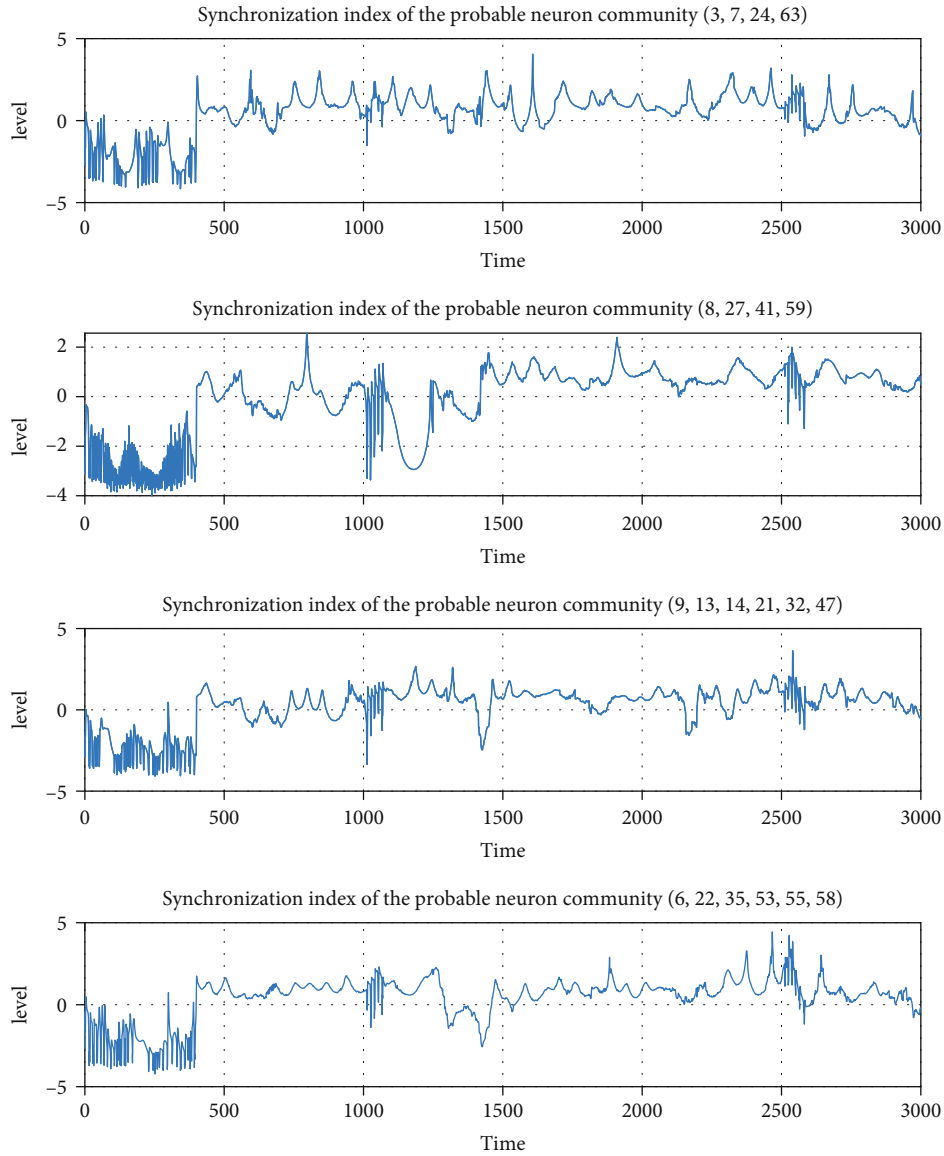 Synchronization index of the probable neuron community (3, 7, 24, 63)
5
0
−5
level
0 500 1000 1500 2000 2500 3000
Time
Synchronization index of the probable neuron community (8, 27, 41, 59)
2
0
−2
−4
level
0 500 1000 1500 2000 2500 3000
Time
Synchronization index of the probable neuron community (9, 13, 14, 21, 32, 47)
5
0
−5
level
0 500 1000 1500 2000 2500 3000
Time
Synchronization index of the probable neuron community (6, 22, 35, 53, 55, 58)
5
0
−5
level
0 500 1000 1500 2000 2500 3000
Time